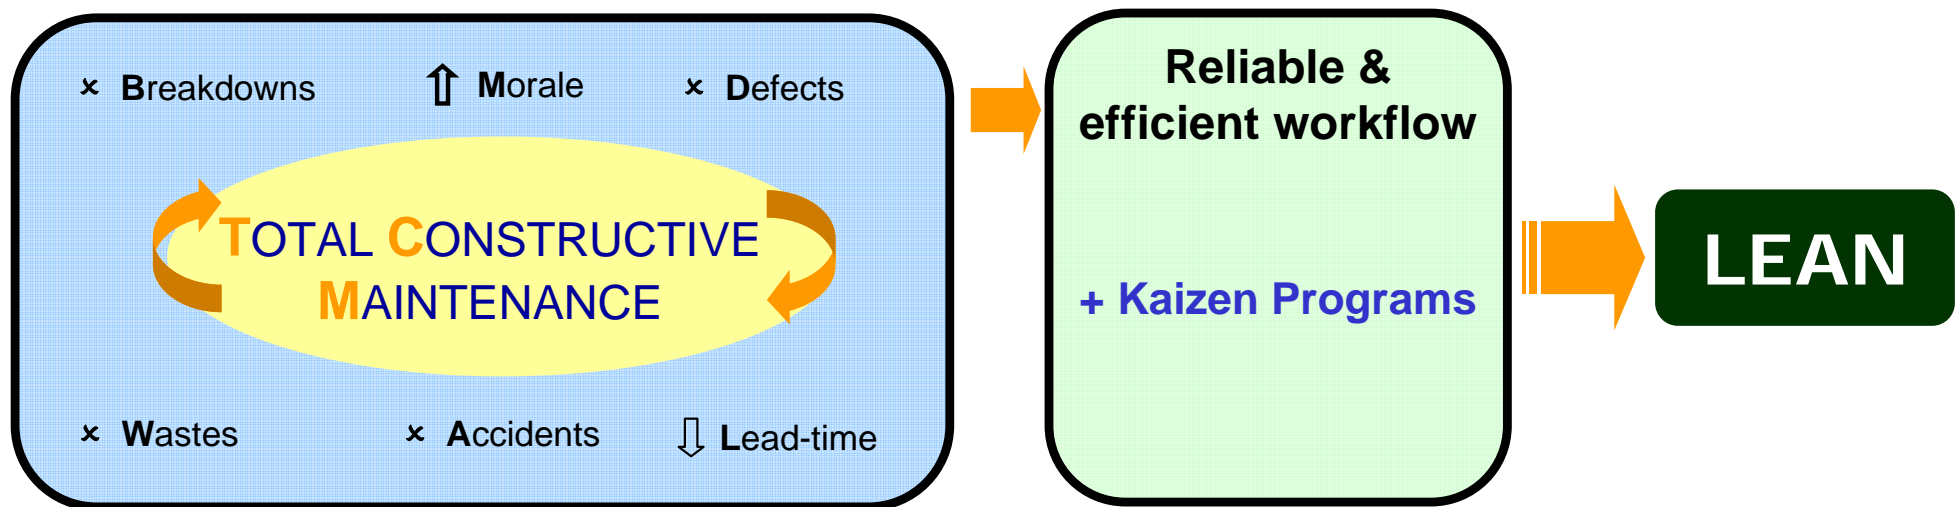 × Breakdowns
⇧ Morale
× Defects
TOTAL CONSTRUCTIVE
MAINTENANCE
× Wastes
× Accidents
⇩ Lead-time
Reliable &
efficient workflow
+ Kaizen Programs
LEAN